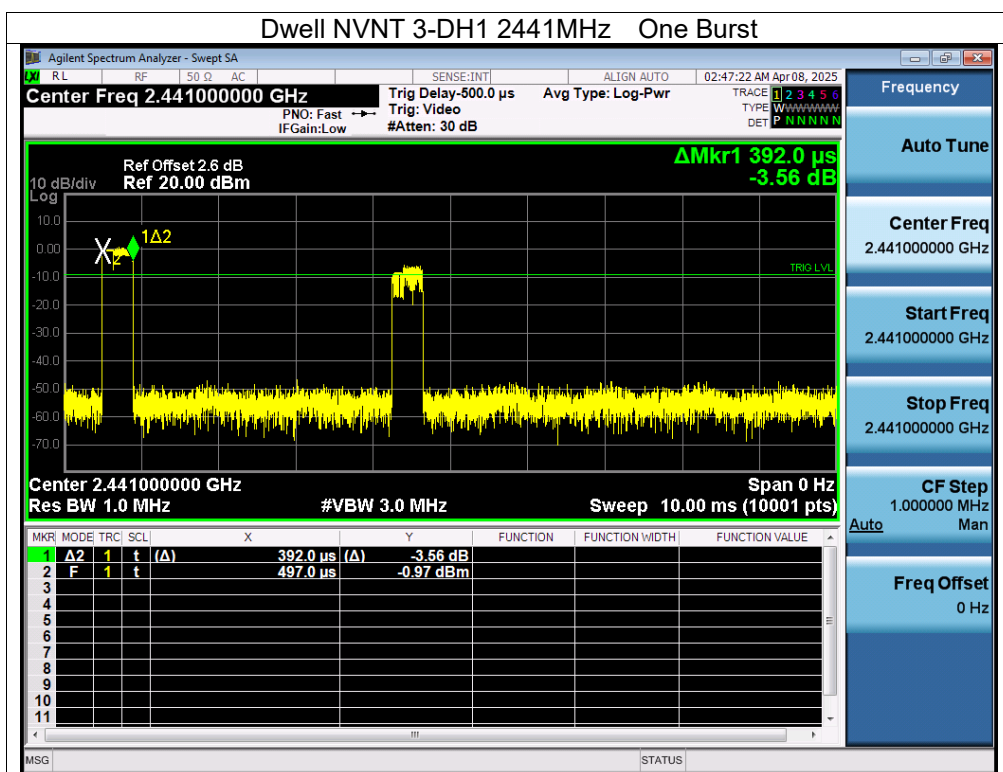 Dwell NVNT 3-DH1 2441MHz One Burst
Agilent Spectrum Analyzer - Swept SA
LXI RL RF 50 Ω AC SENSE:INT ALIGN AUTO 02:47:22 AM Apr 08, 2025
Center Freq 2.441000000 GHz
PNO: Fast
IFGain:Low
Trig Delay-500.0 µs
Trig: Video
#Atten: 30 dB
Avg Type: Log-Pwr
TRACE 1 2 3 4 5 6
TYPE WWWWWWW
DET P N N N N N
ΔMkr1 392.0 µs
-3.56 dB
Ref Offset 2.6 dB
10 dB/div Ref 20.00 dBm
Log
10.0
0.00
-10.0
-20.0
-30.0
-40.0
-50.0
-60.0
-70.0
1Δ2
2
TRIG LVL
Center 2.441000000 GHz Span 0 Hz
Res BW 1.0 MHz #VBW 3.0 MHz Sweep 10.00 ms (10001 pts)
MKR MODE TRC SCL X Y FUNCTION FUNCTION WIDTH FUNCTION VALUE
1 Δ2 1 t (Δ) 392.0 µs (Δ) -3.56 dB
2 F 1 t 497.0 µs -0.97 dBm
3
4
5
6
7
8
9
10
11
MSG STATUS
Frequency
Auto Tune
Center Freq
2.441000000 GHz
Start Freq
2.441000000 GHz
Stop Freq
2.441000000 GHz
CF Step
1.000000 MHz
Auto Man
Freq Offset
0 Hz